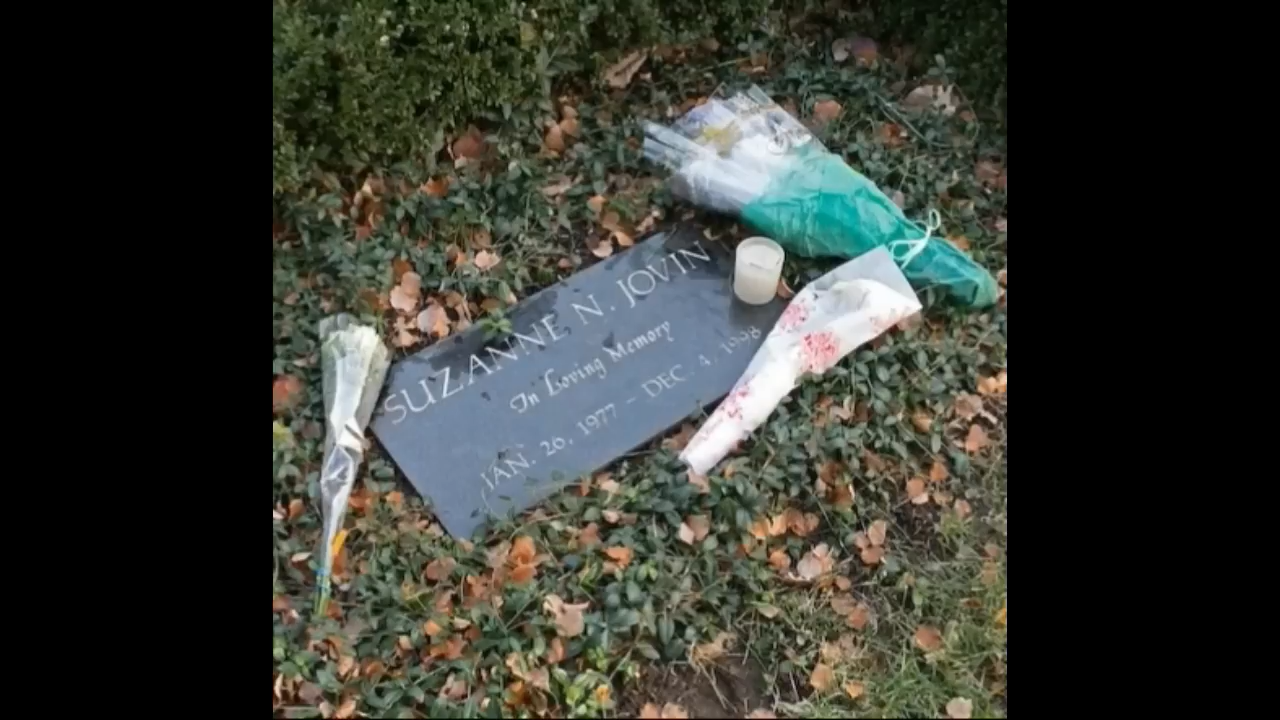 SUZANNE N. JOVIN
In Loving Memory
JAN. 26, 1977 - DEC. 4, 1998